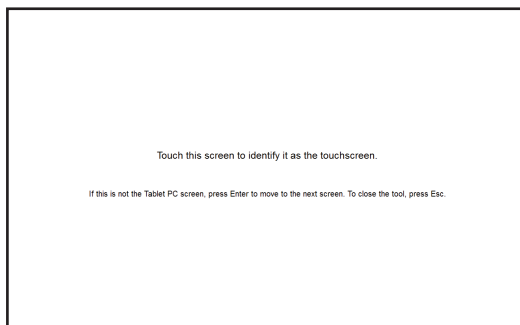 Touch this screen to identify it as the touchscreen.
If this is not the Tablet PC screen, press Enter to move to the next screen. To close the tool, press Esc.